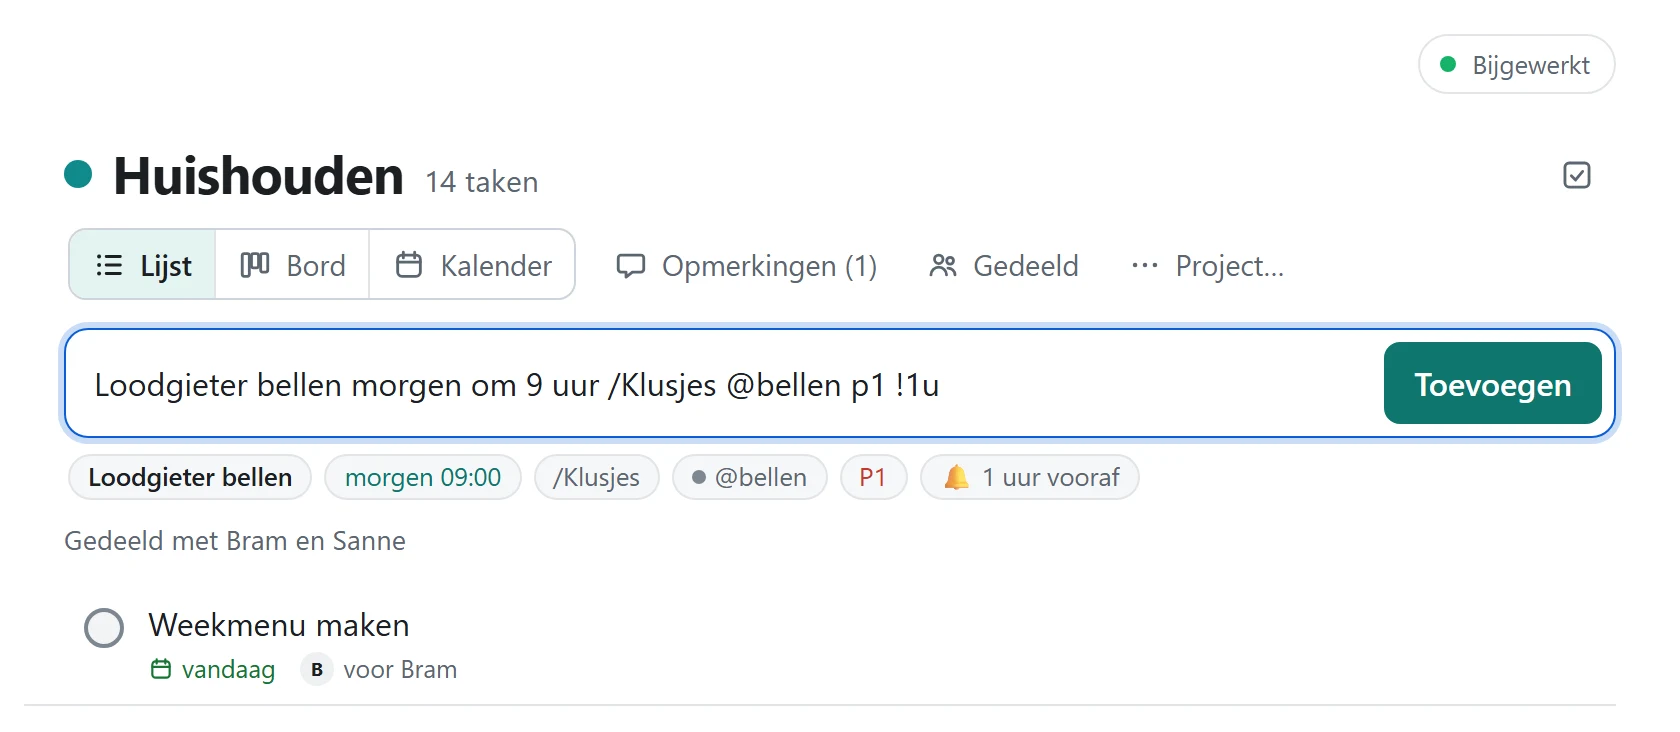 Bijgewerkt
Huishouden 14 taken
Lijst Bord Kalender Opmerkingen (1) Gedeeld Project...
Loodgieter bellen morgen om 9 uur /Klusjes @bellen p1 !1u Toevoegen
Loodgieter bellen morgen 09:00 /Klusjes @bellen P1 1 uur vooraf
Gedeeld met Bram en Sanne
Weekmenu maken
vandaag B voor Bram